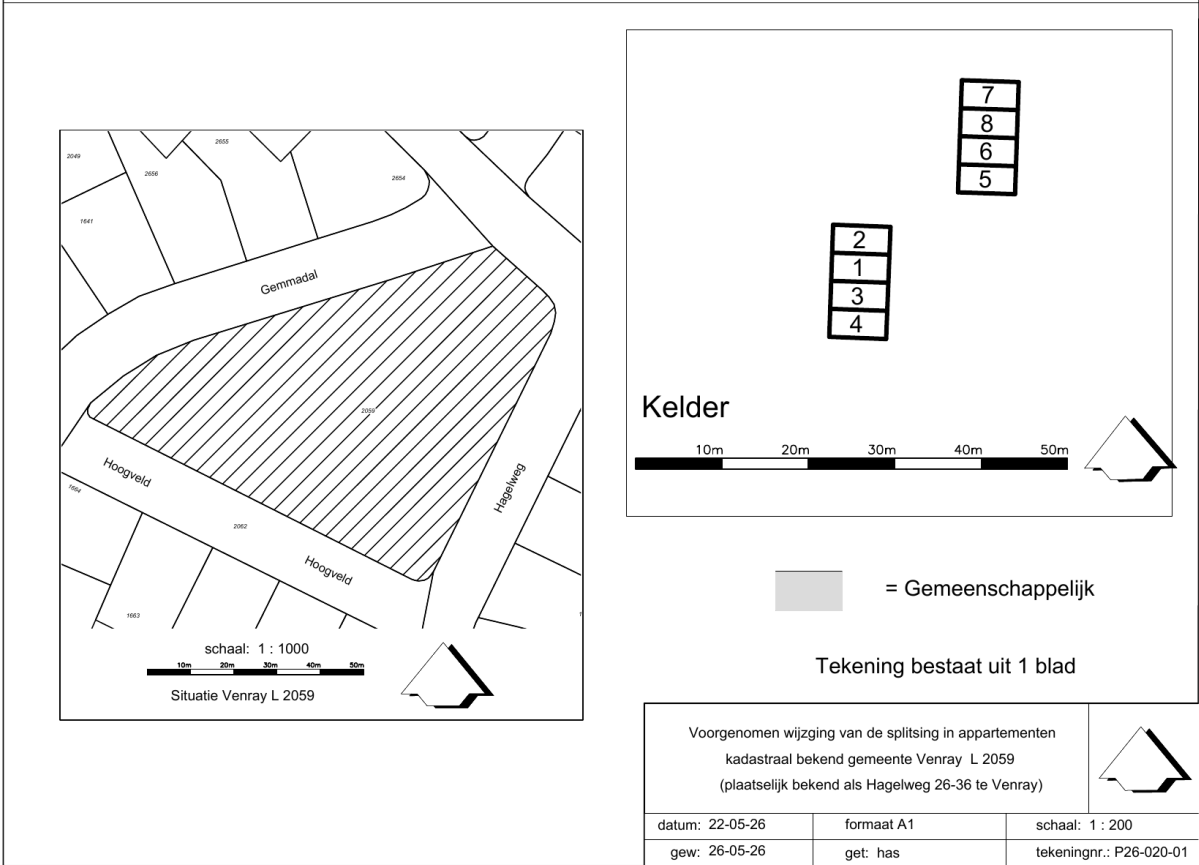 2049
2656
2655
2654
1641
Gemmadal
2059
Hoogveld
Hagelweg
1664
2062
Hoogveld
1663
schaal: 1 : 1000
10m 20m 30m 40m 50m
Situatie Venray L 2059
7
8
6
5
2
1
3
4
Kelder
10m 20m 30m 40m 50m
= Gemeenschappelijk
Tekening bestaat uit 1 blad
Voorgenomen wijzging van de splitsing in appartementen
kadastraal bekend gemeente Venray L 2059
(plaatselijk bekend als Hagelweg 26-36 te Venray)
datum: 22-05-26 formaat A1 schaal: 1 : 200
gew: 26-05-26 get: has tekeningnr.: P26-020-01